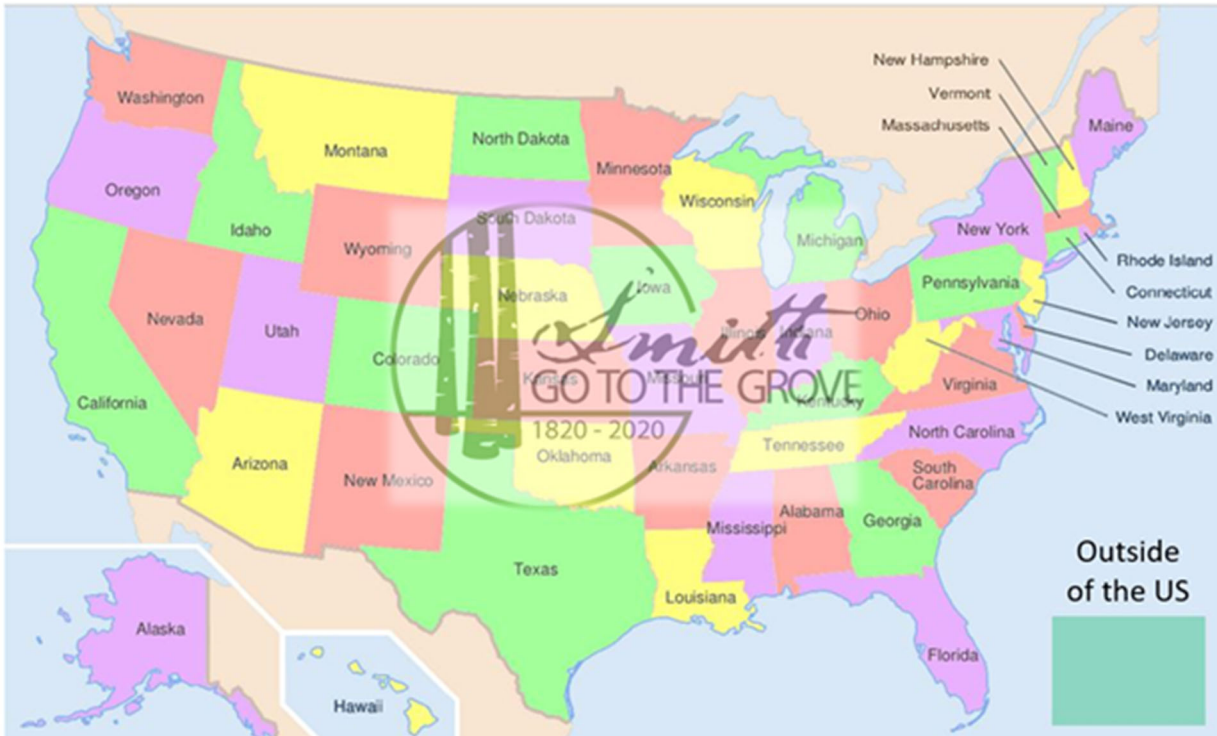 New Hampshire
Vermont
Massachusetts
Washington
Montana
North Dakota
Minnesota
Maine
Oregon
Idaho
Wyoming
South Dakota
Wisconsin
Michigan
New York
Rhode Island
Connecticut
New Jersey
Delaware
Maryland
West Virginia
Nevada
Utah
Colorado
Nebraska
Iowa
Illinois
Indiana
Ohio
Pennsylvania
Virginia
California
Arizona
New Mexico
Kansas
Missouri
Kentucky
Smith
GO TO THE GROVE
1820 - 2020
Oklahoma
Arkansas
Tennessee
North Carolina
South
Carolina
Texas
Louisiana
Mississippi
Alabama
Georgia
Florida
Alaska
Hawaii
Outside
of the US